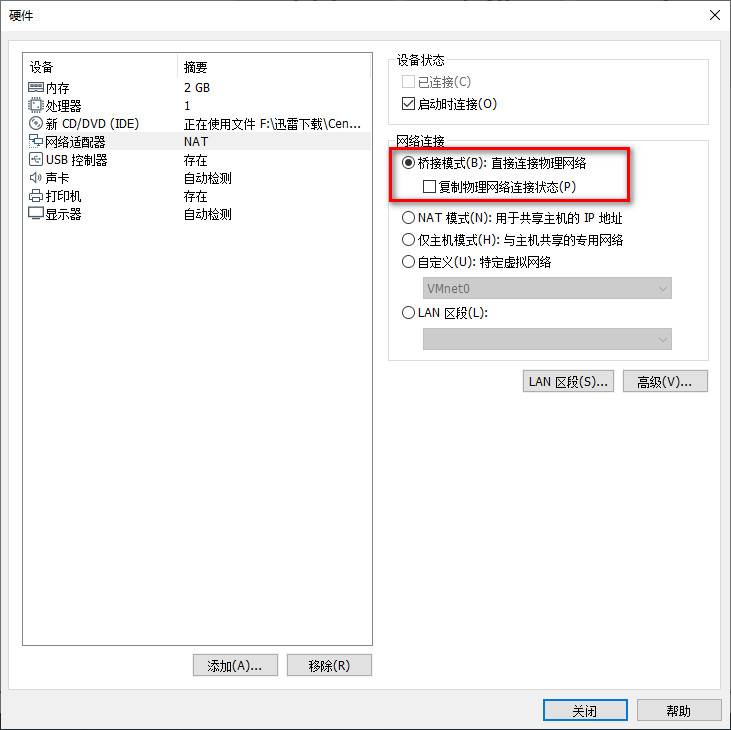 硬件
设备 摘要
内存 2 GB
处理器 1
新 CD/DVD (IDE) 正在使用文件 F:\迅雷下载\Cen...
网络适配器 NAT
USB 控制器 存在
声卡 自动检测
打印机 存在
显示器 自动检测
添加(A)... 移除(R)
设备状态
已连接(C)
启动时连接(O)
网络连接
桥接模式(B): 直接连接物理网络
复制物理网络连接状态(P)
NAT 模式(N): 用于共享主机的 IP 地址
仅主机模式(H): 与主机共享的专用网络
自定义(U): 特定虚拟网络
VMnet0
LAN 区段(L):
LAN 区段(S)... 高级(V)...
关闭 帮助